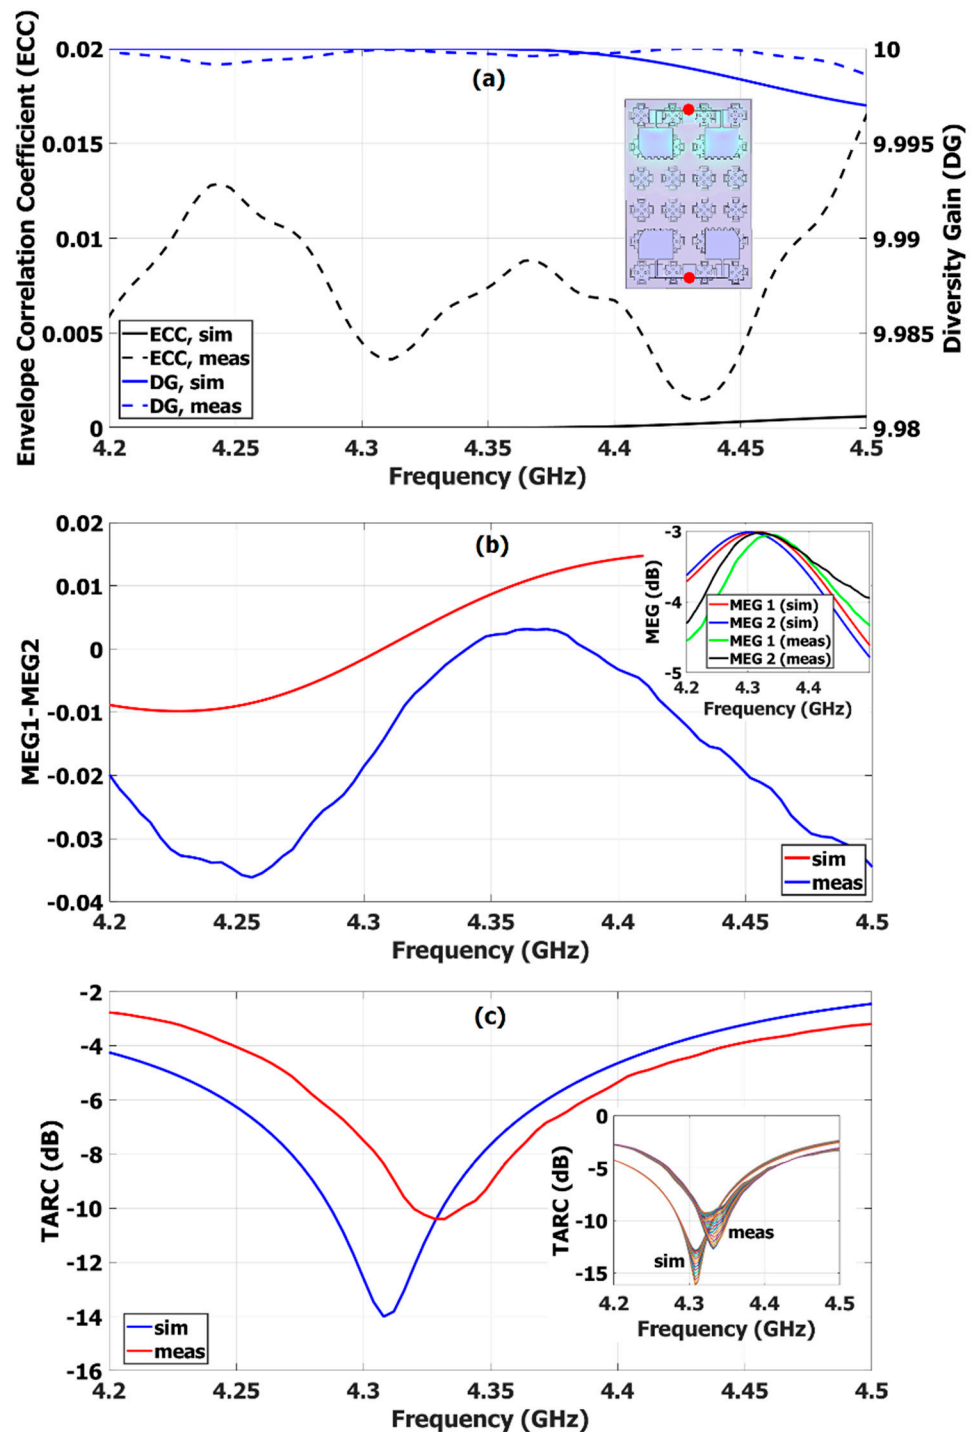 (a)
Envelope Correlation Coefficient (ECC)
0.02
0.015
0.01
0.005
0
10
9.995
9.99
9.985
9.98
Diversity Gain (DG)
ECC, sim
ECC, meas
DG, sim
DG, meas
4.2 4.25 4.3 4.35 4.4 4.45 4.5
Frequency (GHz)
(b)
MEG1-MEG2
0.02
0.01
0
-0.01
-0.02
-0.03
-0.04
MEG (dB)
-3
-4
-5
MEG 1 (sim)
MEG 2 (sim)
MEG 1 (meas)
MEG 2 (meas)
4.2 4.3 4.4
Frequency (GHz)
sim
meas
4.2 4.25 4.3 4.35 4.4 4.45 4.5
Frequency (GHz)
(c)
TARC (dB)
-2
-4
-6
-8
-10
-12
-14
-16
TARC (dB)
0
-5
-10
-15
sim
meas
4.2 4.3 4.4 4.5
Frequency (GHz)
sim
meas
4.2 4.25 4.3 4.35 4.4 4.45 4.5
Frequency (GHz)